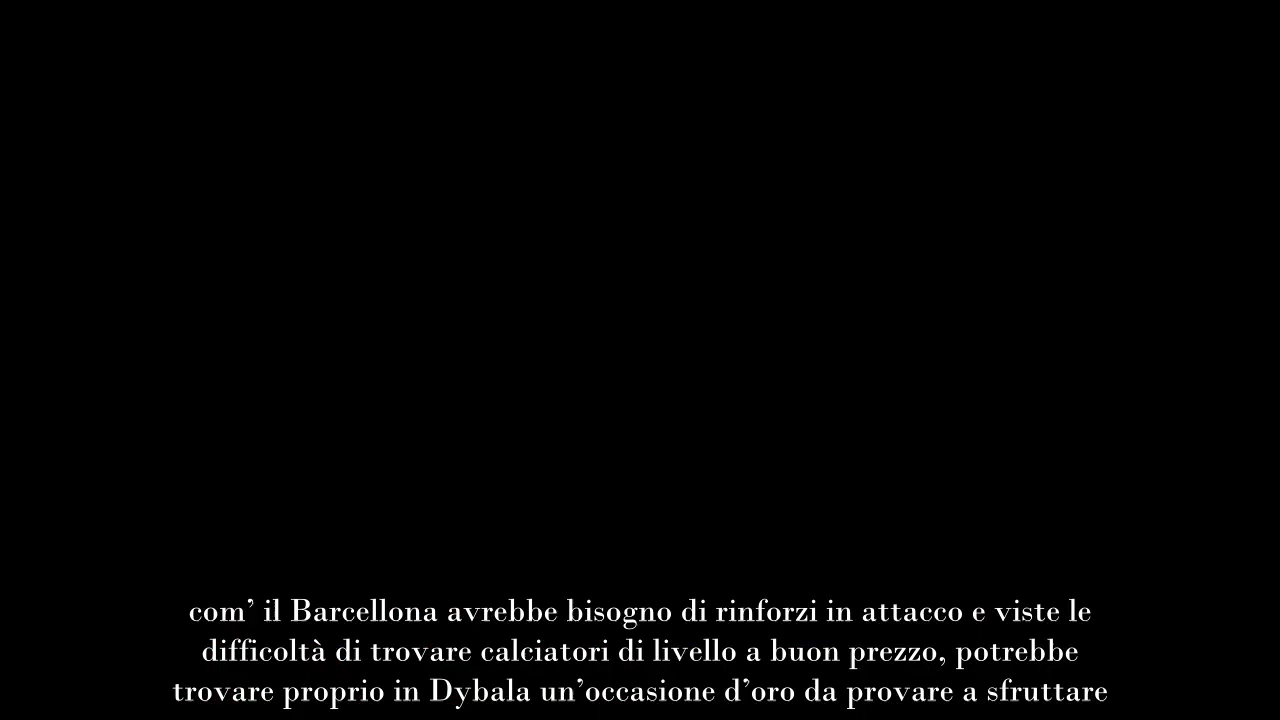 com’ il Barcellona avrebbe bisogno di rinforzi in attacco e viste le
difficoltà di trovare calciatori di livello a buon prezzo, potrebbe
trovare proprio in Dybala un’occasione d’oro da provare a sfruttare